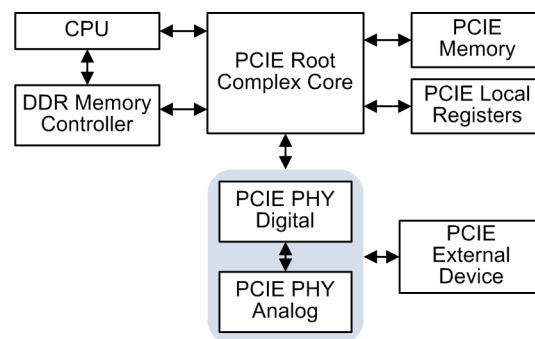 CPU
DDR Memory
Controller
PCIE Root
Complex Core
PCIE
Memory
PCIE Local
Registers
PCIE PHY
Digital
PCIE PHY
Analog
PCIE
External
Device